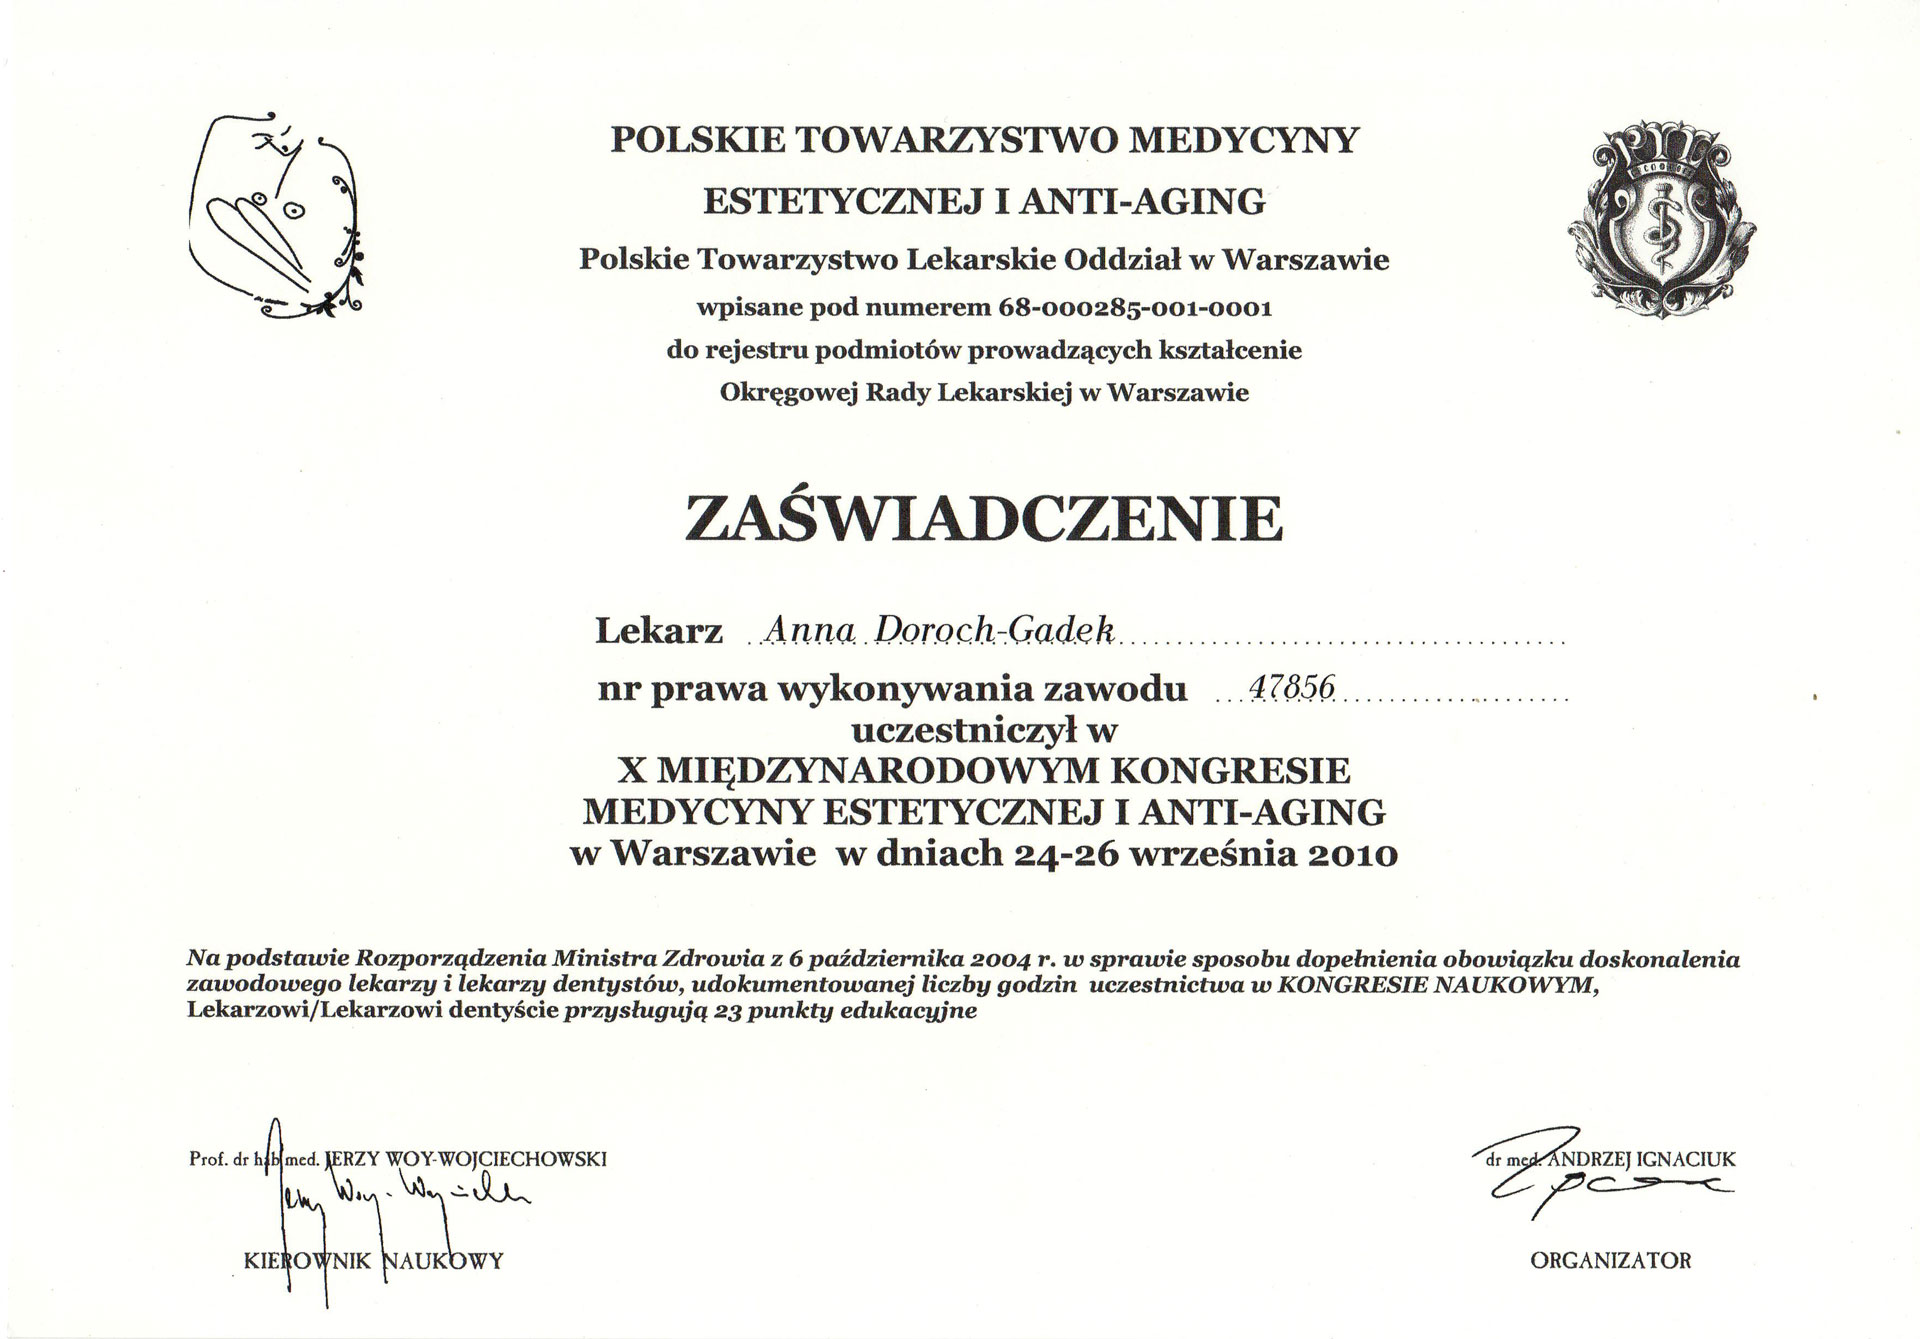 POLSKIE TOWARZYSTWO MEDYCYNY
ESTETYCZNEJ I ANTI-AGING
Polskie Towarzystwo Lekarskie Oddział w Warszawie
wpisane pod numerem 68-000285-001-0001
do rejestru podmiotów prowadzących kształcenie
Okręgowej Rady Lekarskiej w Warszawie
PTL
ZAŚWIADCZENIE
Lekarz Anna Doroch-Gadek
nr prawa wykonywania zawodu 47856
uczestniczył w
X MIĘDZYNARODOWYM KONGRESIE
MEDYCYNY ESTETYCZNEJ I ANTI-AGING
w Warszawie w dniach 24-26 września 2010
Na podstawie Rozporządzenia Ministra Zdrowia z 6 października 2004 r. w sprawie sposobu dopełnienia obowiązku doskonalenia
zawodowego lekarzy i lekarzy dentystów, udokumentowanej liczby godzin uczestnictwa w KONGRESIE NAUKOWYM,
Lekarzowi/Lekarzowi dentyście przysługują 23 punkty edukacyjne
Prof. dr hab med. JERZY WOY-WOJCIECHOWSKI
KIEROWNIK NAUKOWY
dr med. ANDRZEJ IGNACIUK
ORGANIZATOR